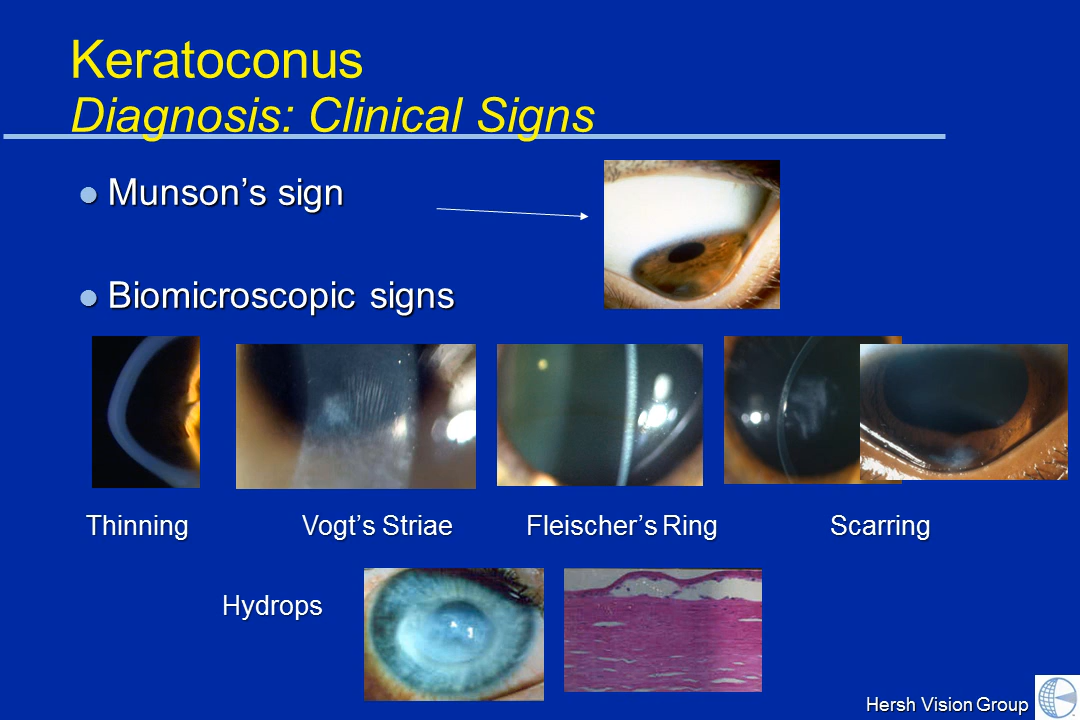 Keratoconus
Diagnosis: Clinical Signs
Munson’s sign
Biomicroscopic signs
Thinning
Vogt’s Striae
Fleischer’s Ring
Scarring
Hydrops
Hersh Vision Group